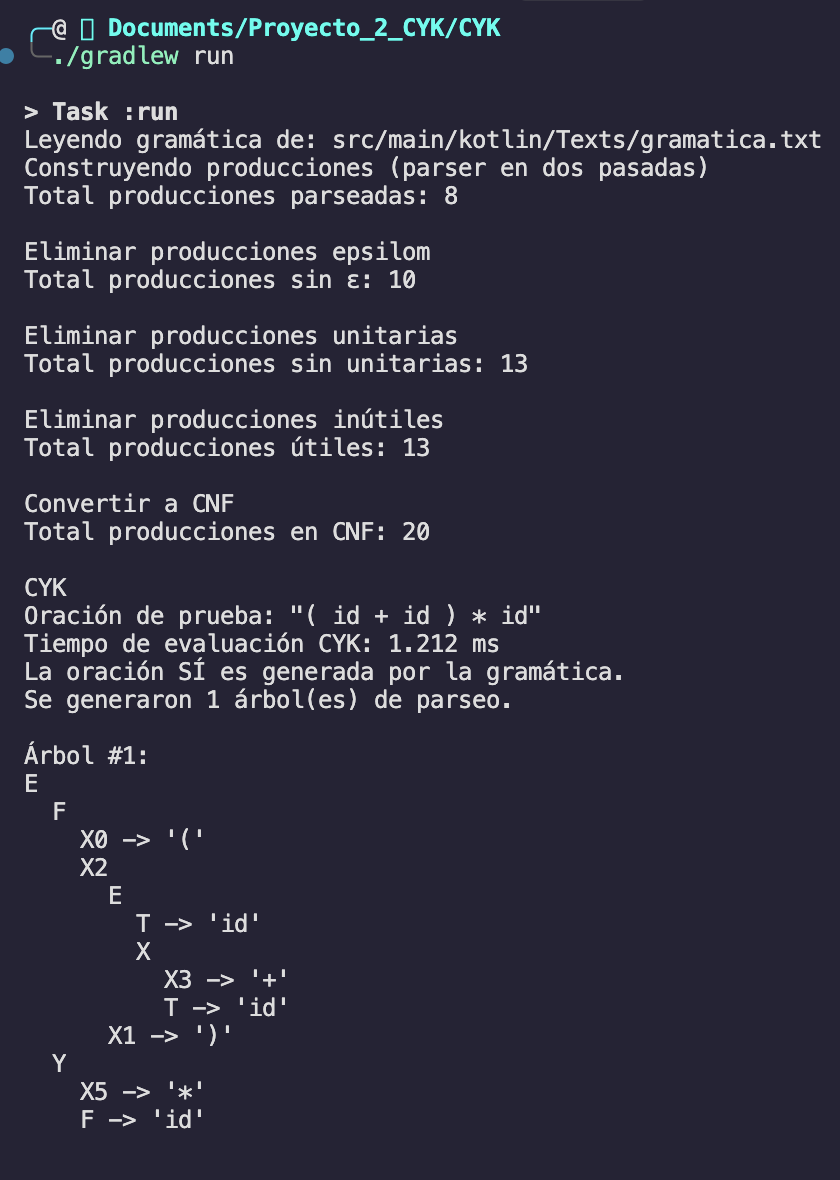 @ Documents/Proyecto_2_CYK/CYK
./gradlew run
> Task :run
Leyendo gramática de: src/main/kotlin/Texts/gramatica.txt
Construyendo producciones (parser en dos pasadas)
Total producciones parseadas: 8
Eliminar producciones epsilom
Total producciones sin ε: 10
Eliminar producciones unitarias
Total producciones sin unitarias: 13
Eliminar producciones inútiles
Total producciones útiles: 13
Convertir a CNF
Total producciones en CNF: 20
CYK
Oración de prueba: "( id + id ) * id"
Tiempo de evaluación CYK: 1.212 ms
La oración SÍ es generada por la gramática.
Se generaron 1 árbol(es) de parseo.
Árbol #1:
E
  F
    X0 -> '('
    X2
      E
        T -> 'id'
        X
          X3 -> '+'
          T -> 'id'
      X1 -> ')'
  Y
    X5 -> '*'
    F -> 'id'